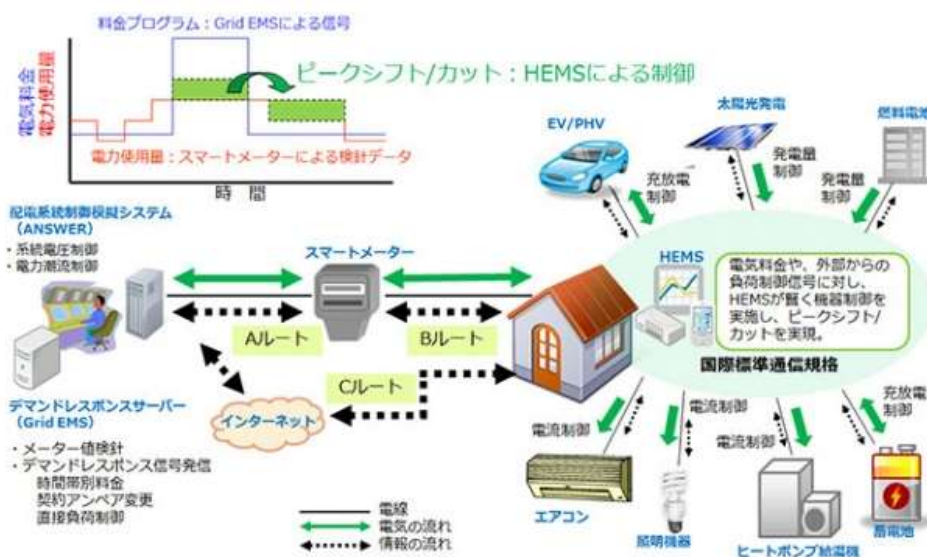 料金プログラム：Grid EMSによる信号
ピークシフト/カット：HEMSによる制御
電気料金
電力使用量
電力使用量：スマートメーターによる検針データ
時　間
EV/PHV
太陽光発電
燃料電池
充放電
制御
発電量
制御
発電量
制御
配電系統制御模擬システム
(ANSWER)
・系統電圧制御
・電力潮流制御
スマートメーター
HEMS
電気料金や、外部からの
負荷制御信号に対し、
HEMSが賢く機器制御を
実施し、ピークシフト/
カットを実現。
国際標準通信規格
Aルート
Bルート
Cルート
インターネット
デマンドレスポンスサーバー
(Grid EMS)
・メーター値検針
・デマンドレスポンス信号発信
時間帯別料金
契約アンペア変更
直接負荷制御
電流制御
電流制御
電流制御
充放電
制御
エアコン
照明機器
ヒートポンプ給湯機
蓄電池
電線
電気の流れ
情報の流れ